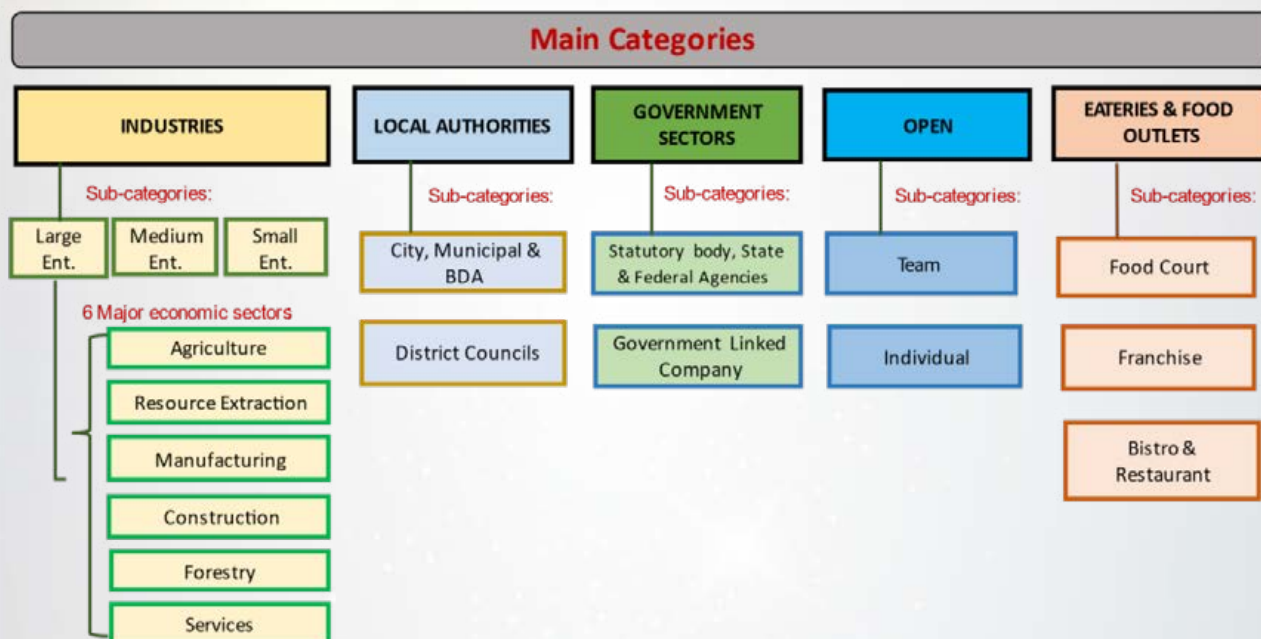 Main Categories
INDUSTRIES
Sub-categories:
Large
Ent.
Medium
Ent.
Small
Ent.
6 Major economic sectors
Agriculture
Resource Extraction
Manufacturing
Construction
Forestry
Services
LOCAL AUTHORITIES
Sub-categories:
City, Municipal &
BDA
District Councils
GOVERNMENT
SECTORS
Sub-categories:
Statutory body, State
& Federal Agencies
Government Linked
Company
OPEN
Sub-categories:
Team
Individual
EATERIES & FOOD
OUTLETS
Sub-categories:
Food Court
Franchise
Bistro &
Restaurant